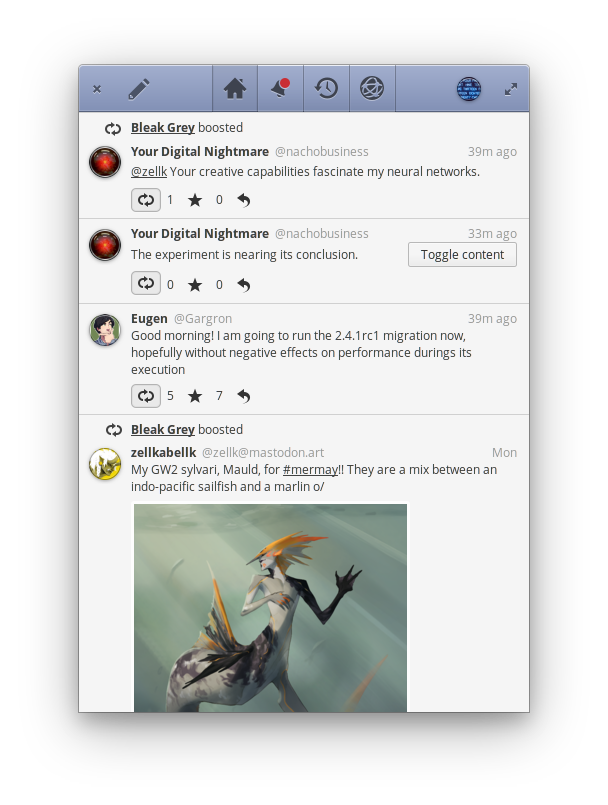 Bleak Grey boosted
Your Digital Nightmare @nachobusiness 39m ago
@zellk Your creative capabilities fascinate my neural networks.
1 0
Your Digital Nightmare @nachobusiness 33m ago
The experiment is nearing its conclusion. Toggle content
0 0
Eugen @Gargron 39m ago
Good morning! I am going to run the 2.4.1rc1 migration now,
hopefully without negative effects on performance durings its
execution
5 7
Bleak Grey boosted
zellkabellk @zellk@mastodon.art Mon
My GW2 sylvari, Mauld, for #mermay!! They are a mix between an
indo-pacific sailfish and a marlin o/